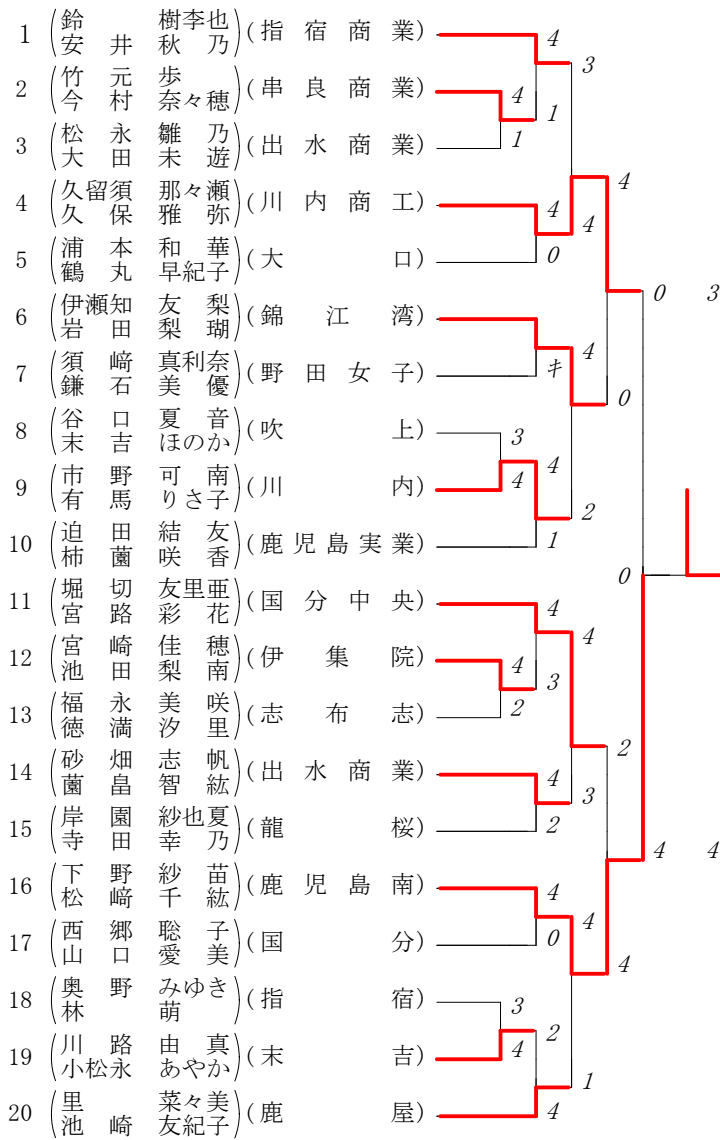 鈴 樹李也
1 (指宿商業) 4
安井秋乃
3
竹元歩
2 (串良商業) 4 1
今村奈々穂
松永雛乃 1
3 (出水商業)
大田未遊
4
久留須那々瀬
4 (川内商工) 4 4
久保雅弥
浦本和華 0
5 (大口)
鶴丸早紀子
0 3
伊瀬知友梨
6 (錦江湾)
岩田梨瑚
4
須﨑真利奈 キ
7 (野田女子)
鎌石美優
0
谷口夏音
8 (吹上) 3
末吉ほのか
4
市野可南 4
9 (川内)
有馬りさ子
2
迫田結友
10 (鹿児島実業) 1
柿薗咲香
0
堀切友里亜
11 (国分中央) 4
宮路彩花
4
宮崎佳穂
12 (伊集院) 4 3
池田梨南
福永美咲 2
13 (志布志)
徳満汐里
2
砂畑志帆
14 (出水商業) 4
薗畠智紘
3
岸園紗也夏 2
15 (龍桜)
寺田幸乃
4 4
下野紗苗
16 (鹿児島南) 4
松﨑千紘
4
西郷聡子 0
17 (国分)
山口愛美
4
奥野みゆき
18 (指宿) 3
林萌
2
川路由真 4
19 (末吉)
小松永あやか
1
里菜々美
20 (鹿屋) 4
池崎友紀子